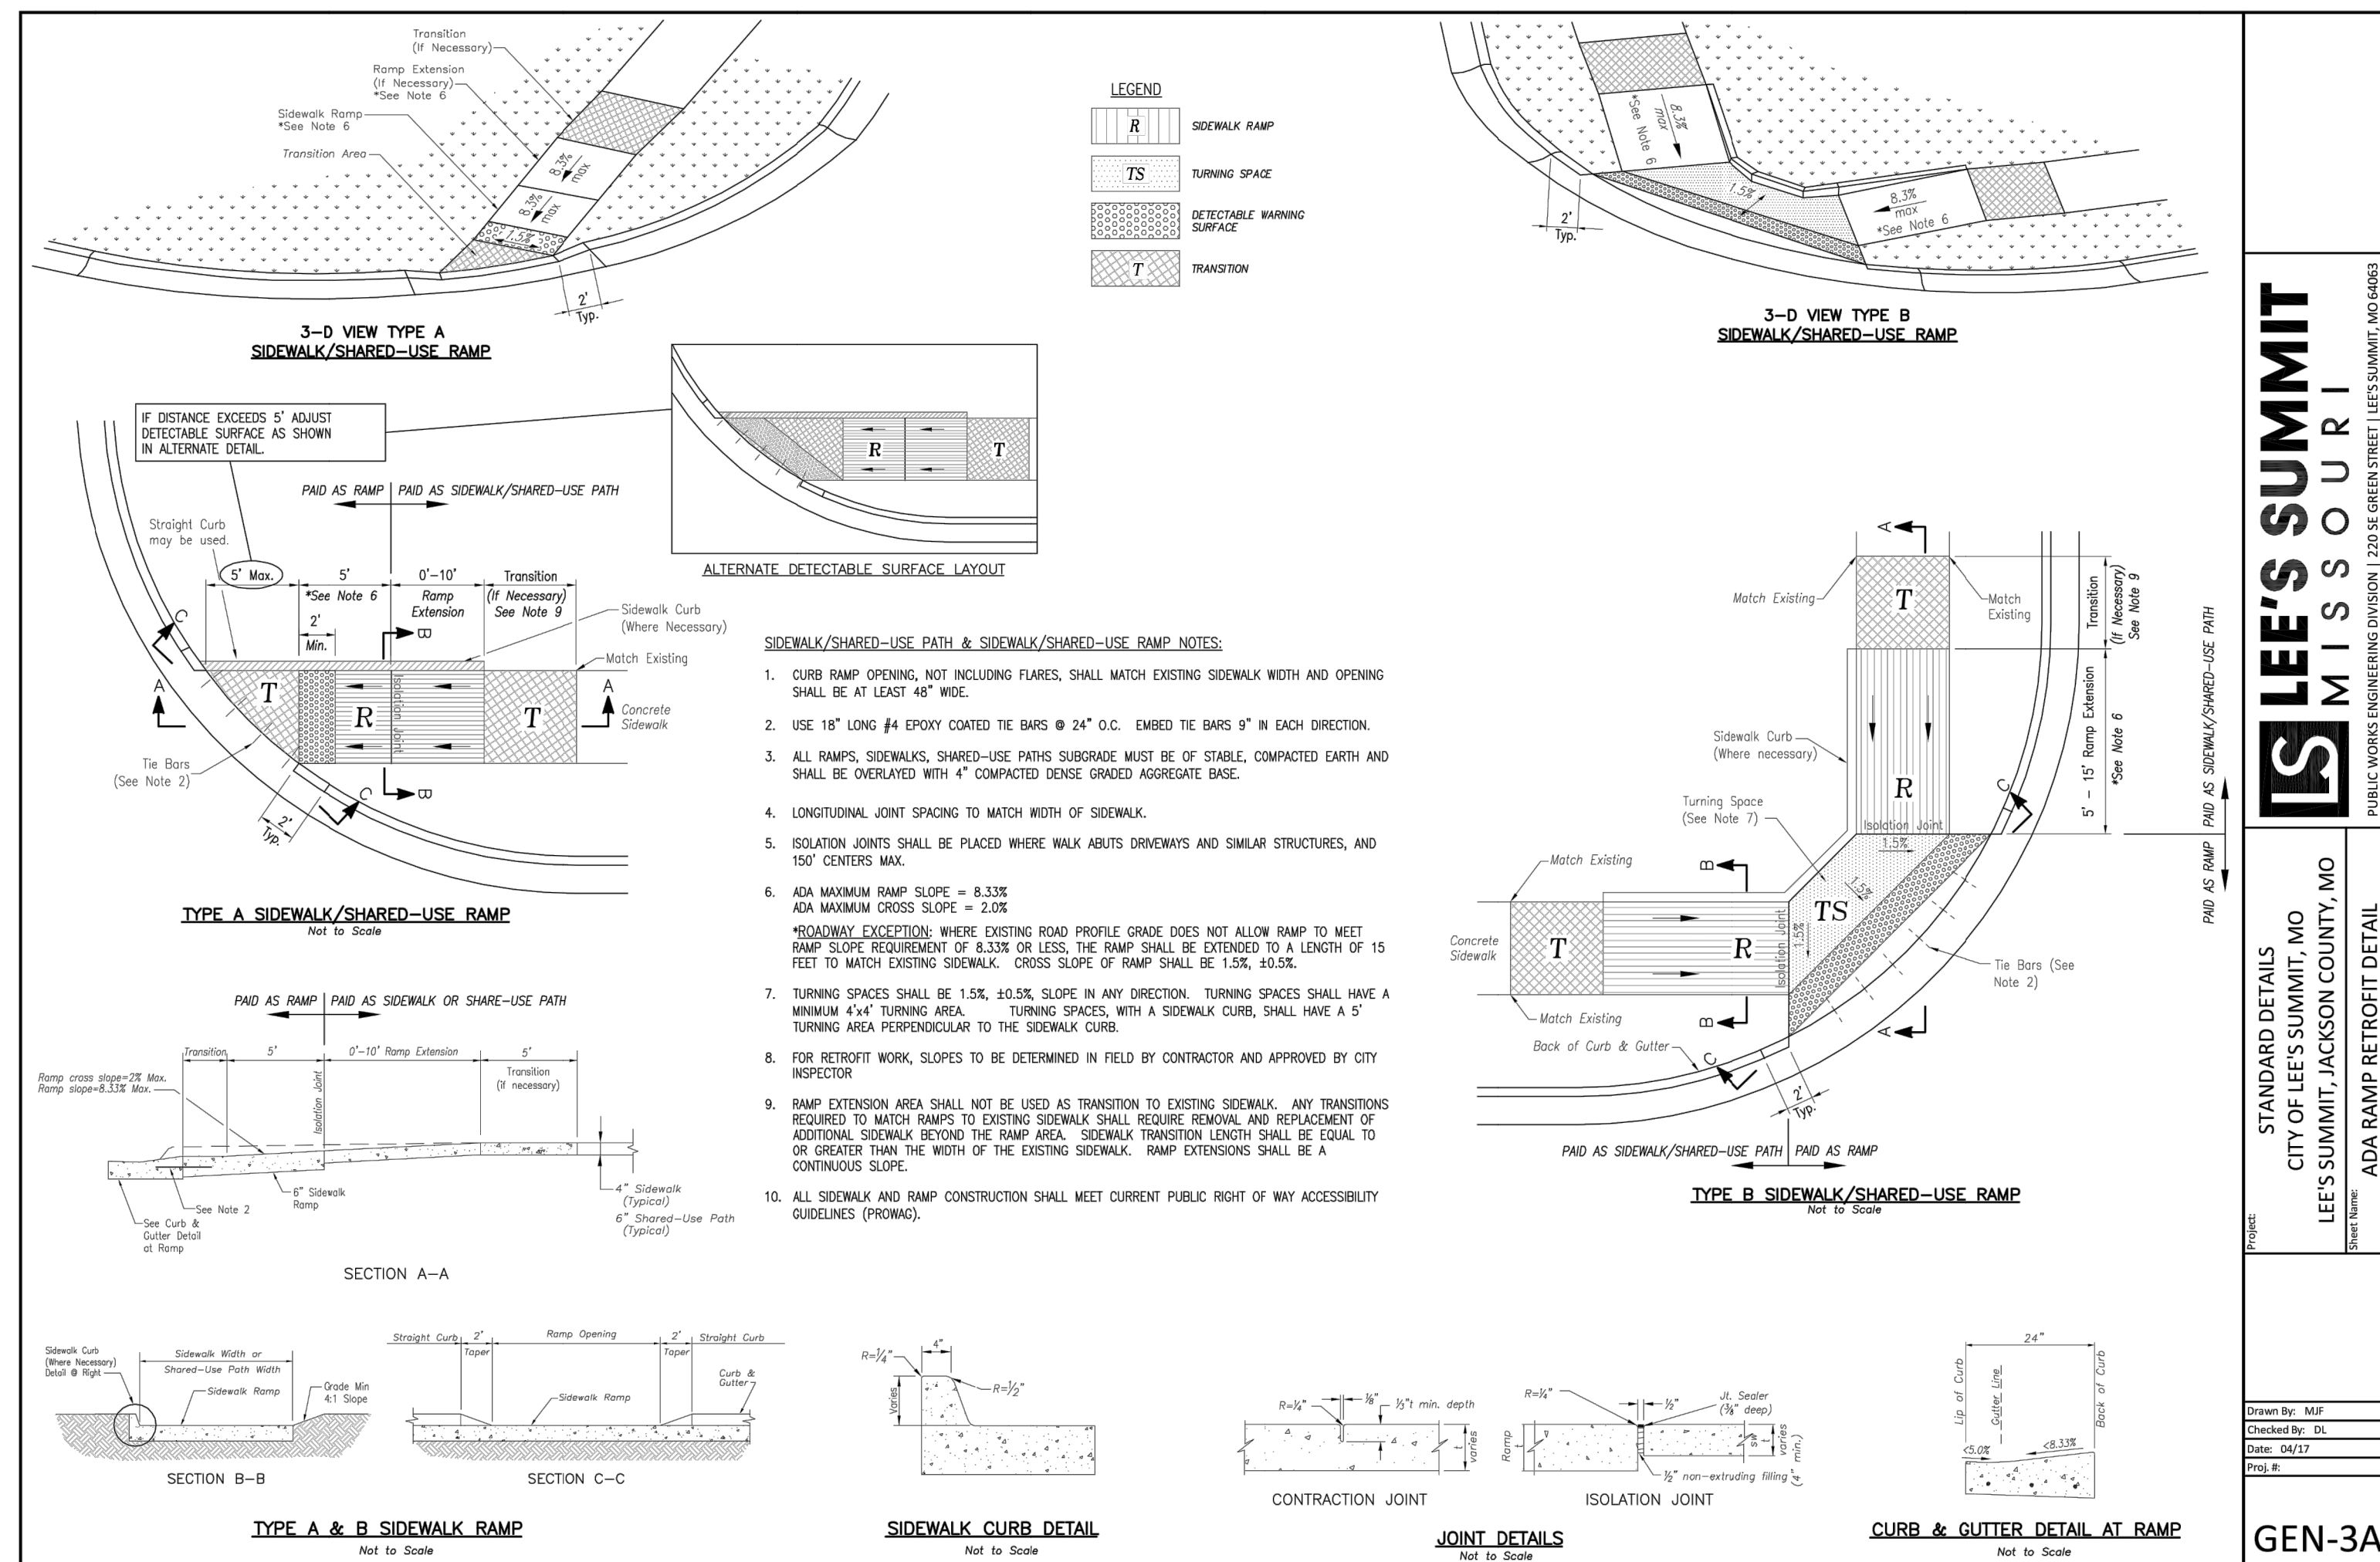 Transition
(If Necessary)
Ramp Extension
(If Necessary)
*See Note 6
Sidewalk Ramp
*See Note 6
Transition Area
8.3%
max
8.3%
max
1.5%
2'
Typ.
3-D VIEW TYPE A
SIDEWALK/SHARED-USE RAMP
LEGEND
R
SIDEWALK RAMP
TS
TURNING SPACE
DETECTABLE WARNING
SURFACE
T
TRANSITION
*See Note 6
8.3%
max
1.5%
8.3%
max
*See Note 6
2'
Typ.
3-D VIEW TYPE B
SIDEWALK/SHARED-USE RAMP
IF DISTANCE EXCEEDS 5' ADJUST
DETECTABLE SURFACE AS SHOWN
IN ALTERNATE DETAIL.
R
T
ALTERNATE DETECTABLE SURFACE LAYOUT
PAID AS RAMP
PAID AS SIDEWALK/SHARED-USE PATH
Straight Curb
may be used.
5' Max.
5'
*See Note 6
2'
Min.
0'-10'
Ramp
Extension
Transition
(If Necessary)
See Note 9
Sidewalk Curb
(Where Necessary)
Match Existing
C
B
A
T
R
Isolation Joint
T
A
Concrete
Sidewalk
Tie Bars
(See Note 2)
C
B
2'
Typ.
TYPE A SIDEWALK/SHARED-USE RAMP
Not to Scale
PAID AS RAMP
PAID AS SIDEWALK OR SHARE-USE PATH
Transition
5'
0'-10' Ramp Extension
5'
Transition
(if necessary)
Ramp cross slope=2% Max.
Ramp slope=8.33% Max.
Isolation Joint
See Note 2
6" Sidewalk
Ramp
See Curb &
Gutter Detail
at Ramp
4" Sidewalk
(Typical)
6" Shared-Use Path
(Typical)
SECTION A-A
SIDEWALK/SHARED-USE PATH & SIDEWALK/SHARED-USE RAMP NOTES:
1. CURB RAMP OPENING, NOT INCLUDING FLARES, SHALL MATCH EXISTING SIDEWALK WIDTH AND OPENING
SHALL BE AT LEAST 48" WIDE.
2. USE 18" LONG #4 EPOXY COATED TIE BARS @ 24" O.C. EMBED TIE BARS 9" IN EACH DIRECTION.
3. ALL RAMPS, SIDEWALKS, SHARED-USE PATHS SUBGRADE MUST BE OF STABLE, COMPACTED EARTH AND
SHALL BE OVERLAYED WITH 4" COMPACTED DENSE GRADED AGGREGATE BASE.
4. LONGITUDINAL JOINT SPACING TO MATCH WIDTH OF SIDEWALK.
5. ISOLATION JOINTS SHALL BE PLACED WHERE WALK ABUTS DRIVEWAYS AND SIMILAR STRUCTURES, AND
150' CENTERS MAX.
6. ADA MAXIMUM RAMP SLOPE = 8.33%
ADA MAXIMUM CROSS SLOPE = 2.0%
*ROADWAY EXCEPTION: WHERE EXISTING ROAD PROFILE GRADE DOES NOT ALLOW RAMP TO MEET
RAMP SLOPE REQUIREMENT OF 8.33% OR LESS, THE RAMP SHALL BE EXTENDED TO A LENGTH OF 15
FEET TO MATCH EXISTING SIDEWALK. CROSS SLOPE OF RAMP SHALL BE 1.5%, ±0.5%.
7. TURNING SPACES SHALL BE 1.5%, ±0.5%, SLOPE IN ANY DIRECTION. TURNING SPACES SHALL HAVE A
MINIMUM 4'x4' TURNING AREA. TURNING SPACES, WITH A SIDEWALK CURB, SHALL HAVE A 5'
TURNING AREA PERPENDICULAR TO THE SIDEWALK CURB.
8. FOR RETROFIT WORK, SLOPES TO BE DETERMINED IN FIELD BY CONTRACTOR AND APPROVED BY CITY
INSPECTOR
9. RAMP EXTENSION AREA SHALL NOT BE USED AS TRANSITION TO EXISTING SIDEWALK. ANY TRANSITIONS
REQUIRED TO MATCH RAMPS TO EXISTING SIDEWALK SHALL REQUIRE REMOVAL AND REPLACEMENT OF
ADDITIONAL SIDEWALK BEYOND THE RAMP AREA. SIDEWALK TRANSITION LENGTH SHALL BE EQUAL TO
OR GREATER THAN THE WIDTH OF THE EXISTING SIDEWALK. RAMP EXTENSIONS SHALL BE A
CONTINUOUS SLOPE.
10. ALL SIDEWALK AND RAMP CONSTRUCTION SHALL MEET CURRENT PUBLIC RIGHT OF WAY ACCESSIBILITY
GUIDELINES (PROWAG).
A
Match Existing
T
Match
Existing
Transition
(If Necessary)
See Note 9
5' - 15' Ramp Extension
*See Note 6
PAID AS SIDEWALK/SHARED-USE PATH
PAID AS RAMP
Sidewalk Curb
(Where necessary)
R
C
Turning Space
(See Note 7)
Isolation Joint
1.5%
Match Existing
B
TS
1.5%
1.5%
Isolation Joint
Concrete
Sidewalk
T
R
Tie Bars (See
Note 2)
Match Existing
B
A
Back of Curb & Gutter
C
2'
Typ.
PAID AS SIDEWALK/SHARED-USE PATH
PAID AS RAMP
TYPE B SIDEWALK/SHARED-USE RAMP
Not to Scale
Sidewalk Curb
(Where Necessary)
Detail @ Right
Sidewalk Width or
Shared-Use Path Width
Sidewalk Ramp
Grade Min
4:1 Slope
SECTION B-B
Straight Curb
2'
Taper
Ramp Opening
2'
Taper
Straight Curb
Curb &
Gutter
Sidewalk Ramp
SECTION C-C
TYPE A & B SIDEWALK RAMP
Not to Scale
4"
R=1/4"
R=1/2"
Varies
SIDEWALK CURB DETAIL
Not to Scale
R=1/4"
1/8"
1/3"t min. depth
t
varies
CONTRACTION JOINT
R=1/4"
1/2"
Jt. Sealer
(3/8" deep)
Ramp
t
sw
t
varies
(4" min.)
1/2" non-extruding filling
ISOLATION JOINT
JOINT DETAILS
Not to Scale
24"
Lip of Curb
Gutter Line
Back of Curb
<5.0%
<8.33%
CURB & GUTTER DETAIL AT RAMP
Not to Scale
LS LEE'S SUMMIT
MISSOURI
PUBLIC WORKS ENGINEERING DIVISION | 220 SE GREEN STREET | LEE'S SUMMIT, MO 64063
Project:
STANDARD DETAILS
CITY OF LEE'S SUMMIT, MO
LEE'S SUMMIT, JACKSON COUNTY, MO
Sheet Name:
ADA RAMP RETROFIT DETAIL
Drawn By: MJF
Checked By: DL
Date: 04/17
Proj. #:
GEN-3A